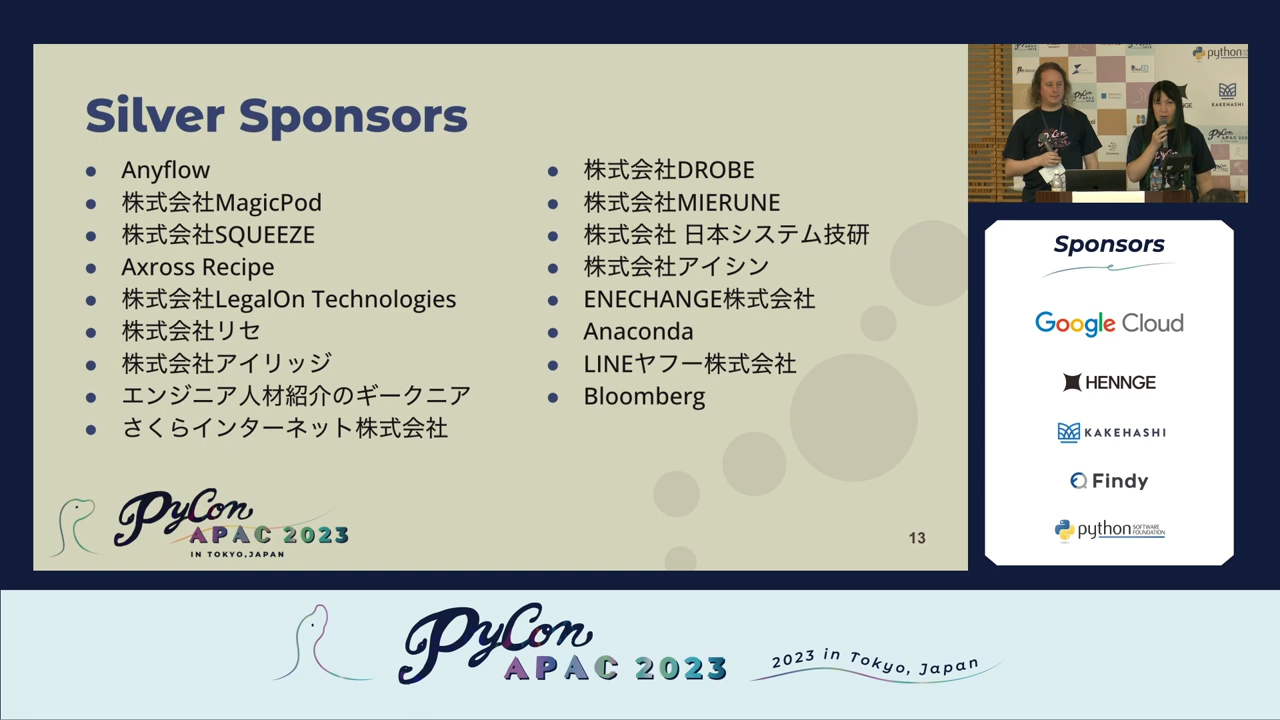 Silver Sponsors
Anyflow
株式会社MagicPod
株式会社SQUEEZE
Axross Recipe
株式会社LegalOn Technologies
株式会社リセ
株式会社アイリッジ
エンジニア人材紹介のギークニア
さくらインターネット株式会社
株式会社DROBE
株式会社MIERUNE
株式会社 日本システム技研
株式会社アイシン
ENECHANGE株式会社
Anaconda
LINEヤフー株式会社
Bloomberg
PyCon
APAC 2023
IN TOKYO,JAPAN
13
python
KAKEHASHI
Sponsors
Google Cloud
HENNGE
KAKEHASHI
Findy
python SOFTWARE FOUNDATION
PyCon
APAC 2023
2023 in Tokyo, Japan